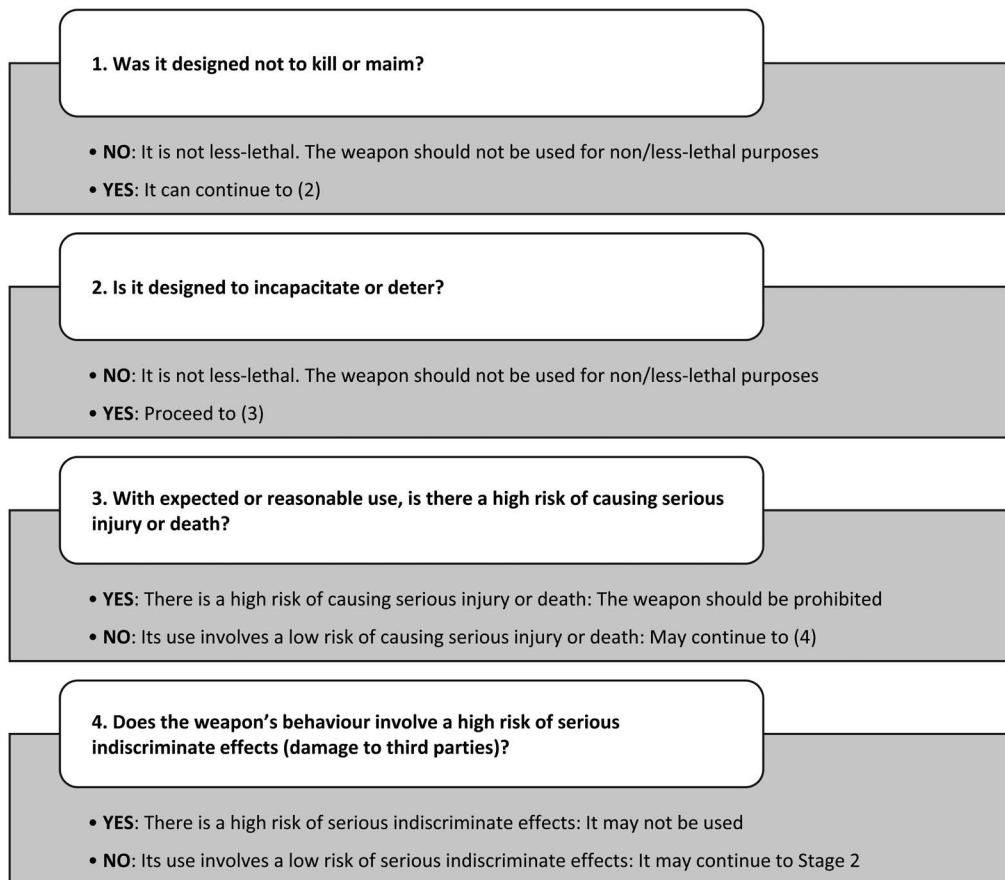 1. Was it designed not to kill or maim?
• NO: It is not less-lethal. The weapon should not be used for non/less-lethal purposes
• YES: It can continue to (2)
2. Is it designed to incapacitate or deter?
• NO: It is not less-lethal. The weapon should not be used for non/less-lethal purposes
• YES: Proceed to (3)
3. With expected or reasonable use, is there a high risk of causing serious
injury or death?
• YES: There is a high risk of causing serious injury or death: The weapon should be prohibited
• NO: Its use involves a low risk of causing serious injury or death: May continue to (4)
4. Does the weapon’s behaviour involve a high risk of serious
indiscriminate effects (damage to third parties)?
• YES: There is a high risk of serious indiscriminate effects: It may not be used
• NO: Its use involves a low risk of serious indiscriminate effects: It may continue to Stage 2